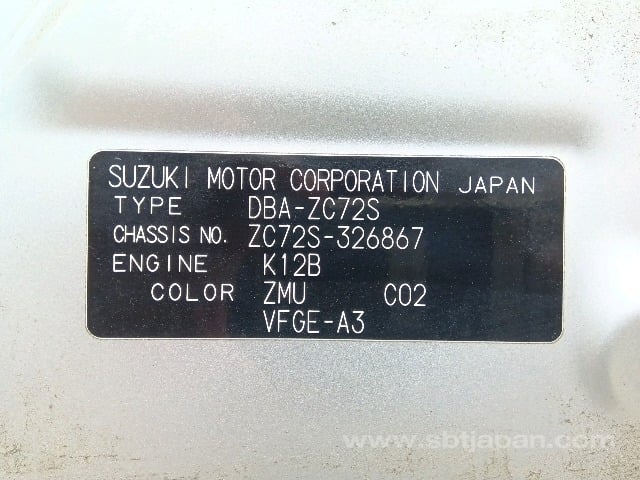 SUZUKI MOTOR CORPORATION JAPAN
TYPE DBA-ZC72S
CHASSIS NO. ZC72S-326867
ENGINE K12B
COLOR ZMU C02
VFGE-A3
www.sbtjapan.com